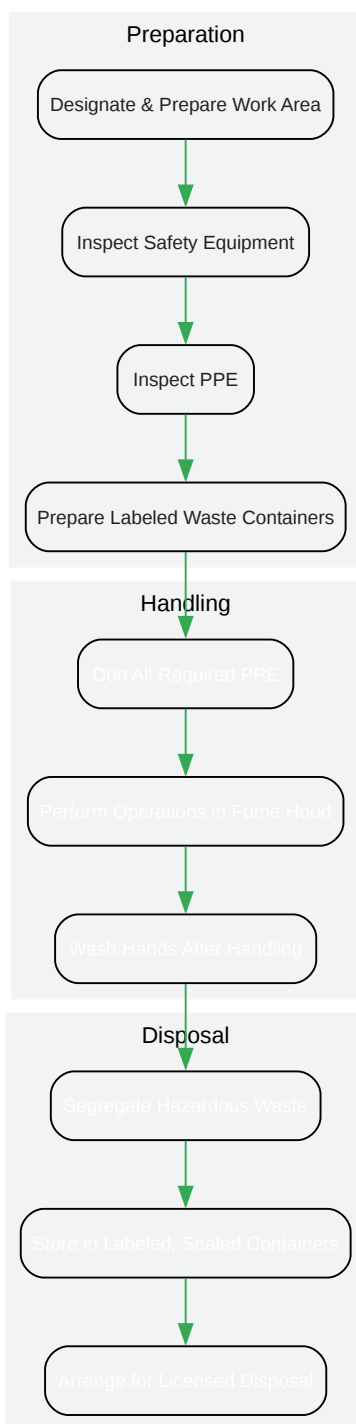 Preparation
Designate & Prepare Work Area
Inspect Safety Equipment
Inspect PPE
Prepare Labeled Waste Containers
Handling
Don All Required PPE
Perform Operations in Fume Hood
Wash Hands After Handling
Disposal
Segregate Hazardous Waste
Store in Labeled, Sealed Containers
Arrange for Licensed Disposal